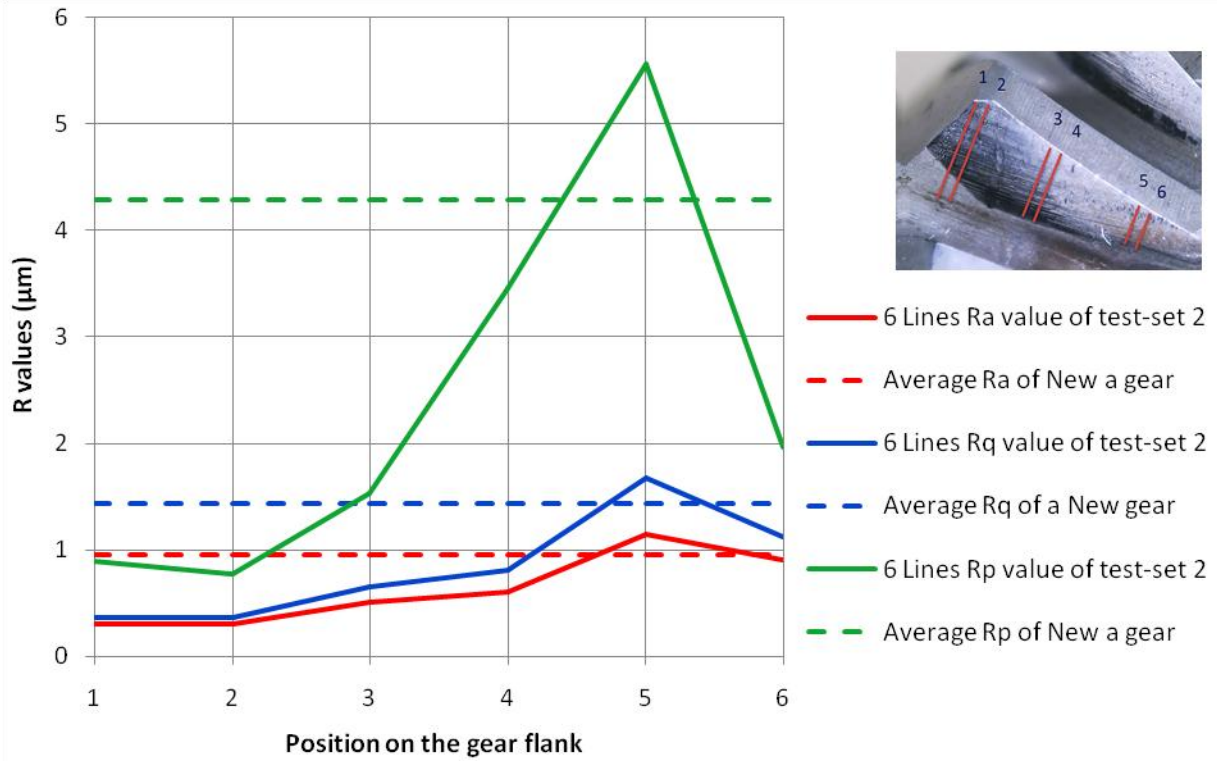 6
5
4
3
2
1
0
R values (µm)
1 2 3 4 5 6
Position on the gear flank
1 2
3 4
5 6
6 Lines Ra value of test-set 2
Average Ra of New a gear
6 Lines Rq value of test-set 2
Average Rq of a New gear
6 Lines Rp value of test-set 2
Average Rp of New a gear